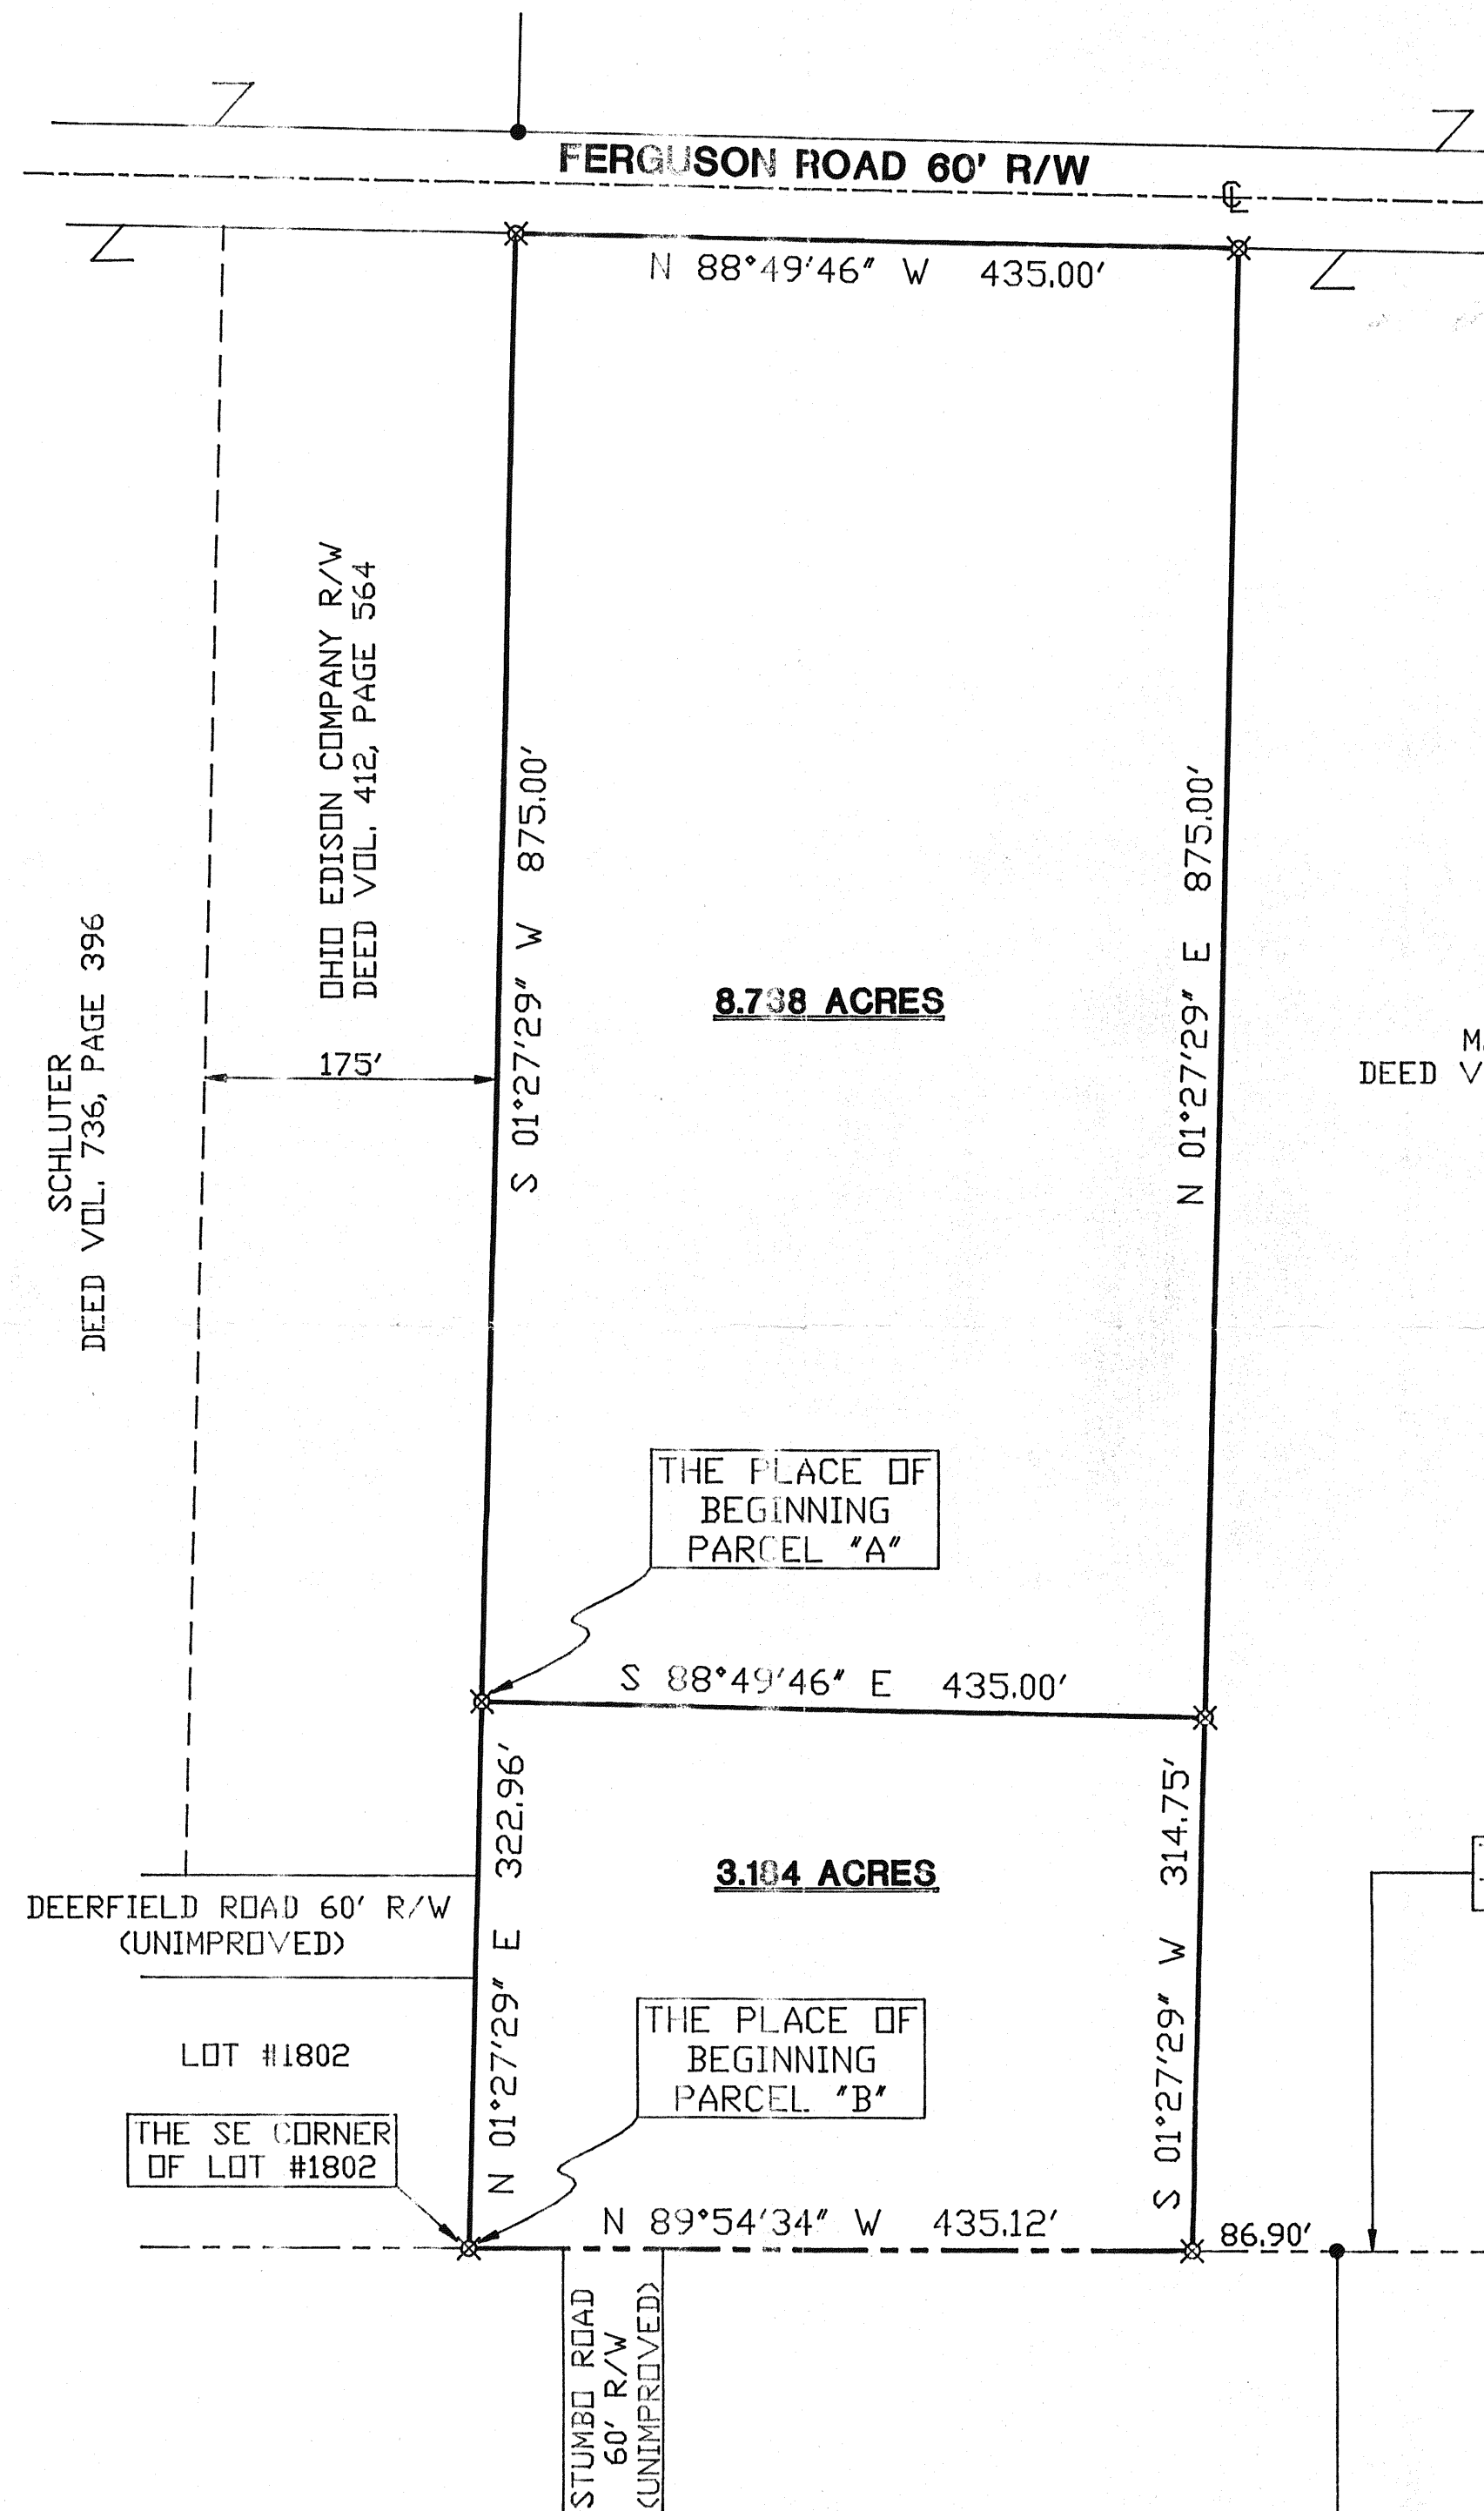 FERGUSON ROAD 60' R/W
℄
N 88°49'46" W 435.00'
OHIO EDISON COMPANY R/W
DEED VOL. 412, PAGE 564
S 01°27'29" W 875.00'
N 01°27'29" E 875.00'
8.738 ACRES
SCHLUTER
DEED VOL. 736, PAGE 396
175'
DEED
THE PLACE OF
BEGINNING
PARCEL "A"
S 88°49'46" E 435.00'
N 01°27'29" E 322.96'
S 01°27'29" W 314.75'
3.184 ACRES
DEERFIELD ROAD 60' R/W
(UNIMPROVED)
LOT #1802
THE PLACE OF
BEGINNING
PARCEL "B"
THE SE CORNER
OF LOT #1802
N 89°54'34" W 435.12'
86.90'
STUMBO ROAD
60' R/W
(UNIMPROVED)